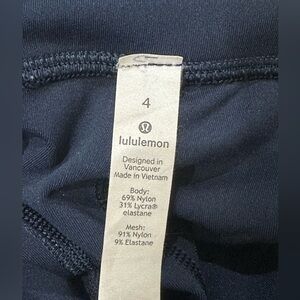 4
lululemon
Designed in
Vancouver
Made in Vietnam
Body:
69% Nylon
31% Lycra®
elastane
Mesh:
91% Nylon
9% Elastane